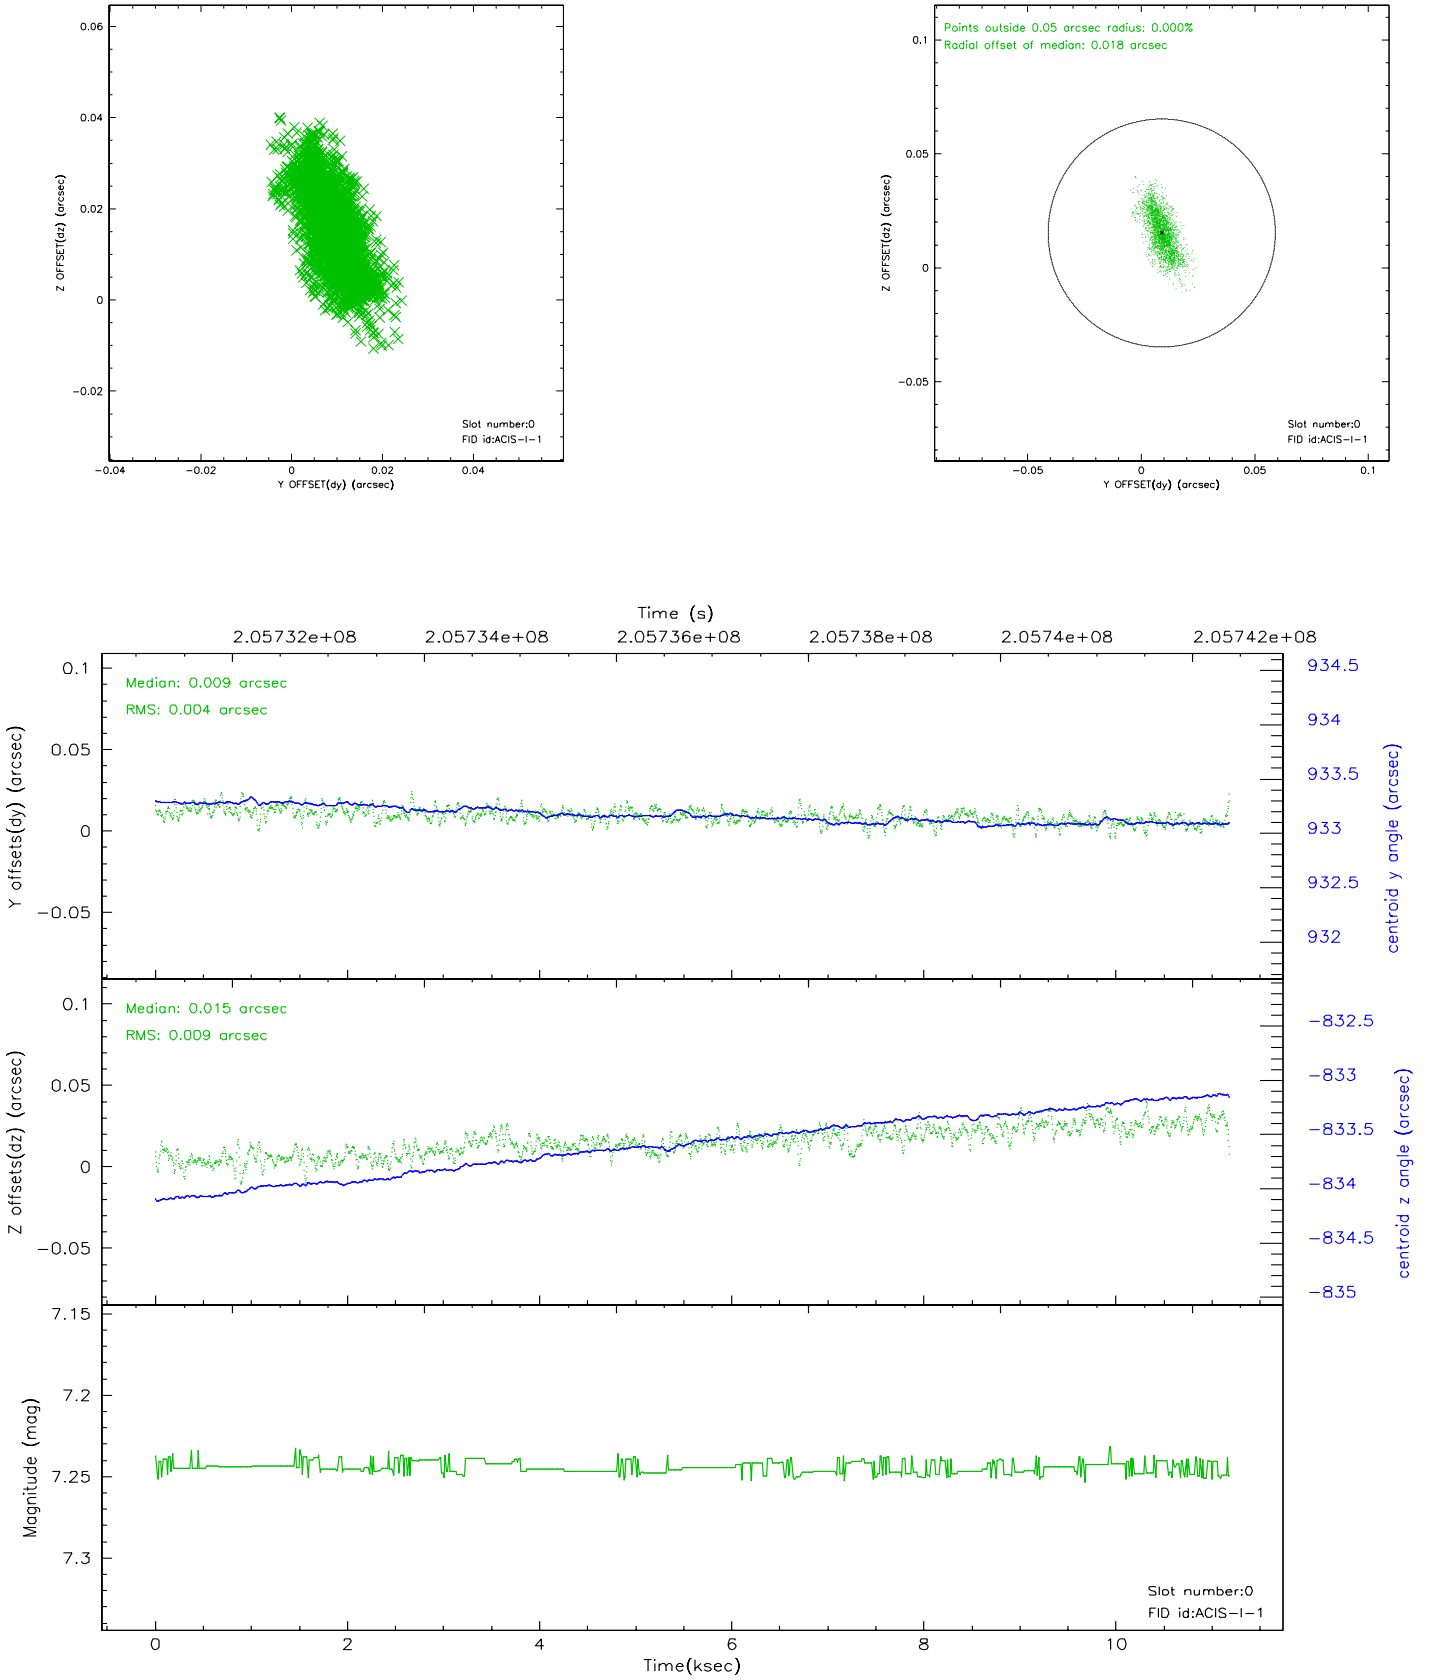 0.06
0.04
0.02
0
-0.02
Z OFFSET(dz) (arcsec)
Slot number:0
FID id:ACIS-I-1
-0.04 -0.02 0 0.02 0.04
Y OFFSET(dy) (arcsec)
Points outside 0.05 arcsec radius: 0.000%
Radial offset of median: 0.018 arcsec
0.1
0.05
0
-0.05
Z OFFSET(dz) (arcsec)
Slot number:0
FID id:ACIS-I-1
-0.05 0 0.05 0.1
Y OFFSET(dy) (arcsec)
Time (s)
2.05732e+08 2.05734e+08 2.05736e+08 2.05738e+08 2.0574e+08 2.05742e+08
Median: 0.009 arcsec
RMS: 0.004 arcsec
0.1
0.05
0
-0.05
Y offsets(dy) (arcsec)
934.5
934
933.5
933
932.5
932
centroid y angle (arcsec)
Median: 0.015 arcsec
RMS: 0.009 arcsec
0.1
0.05
0
-0.05
Z offsets(dz) (arcsec)
-832.5
-833
-833.5
-834
-834.5
-835
centroid z angle (arcsec)
7.15
7.2
7.25
7.3
Magnitude (mag)
Slot number:0
FID id:ACIS-I-1
0 2 4 6 8 10
Time(ksec)